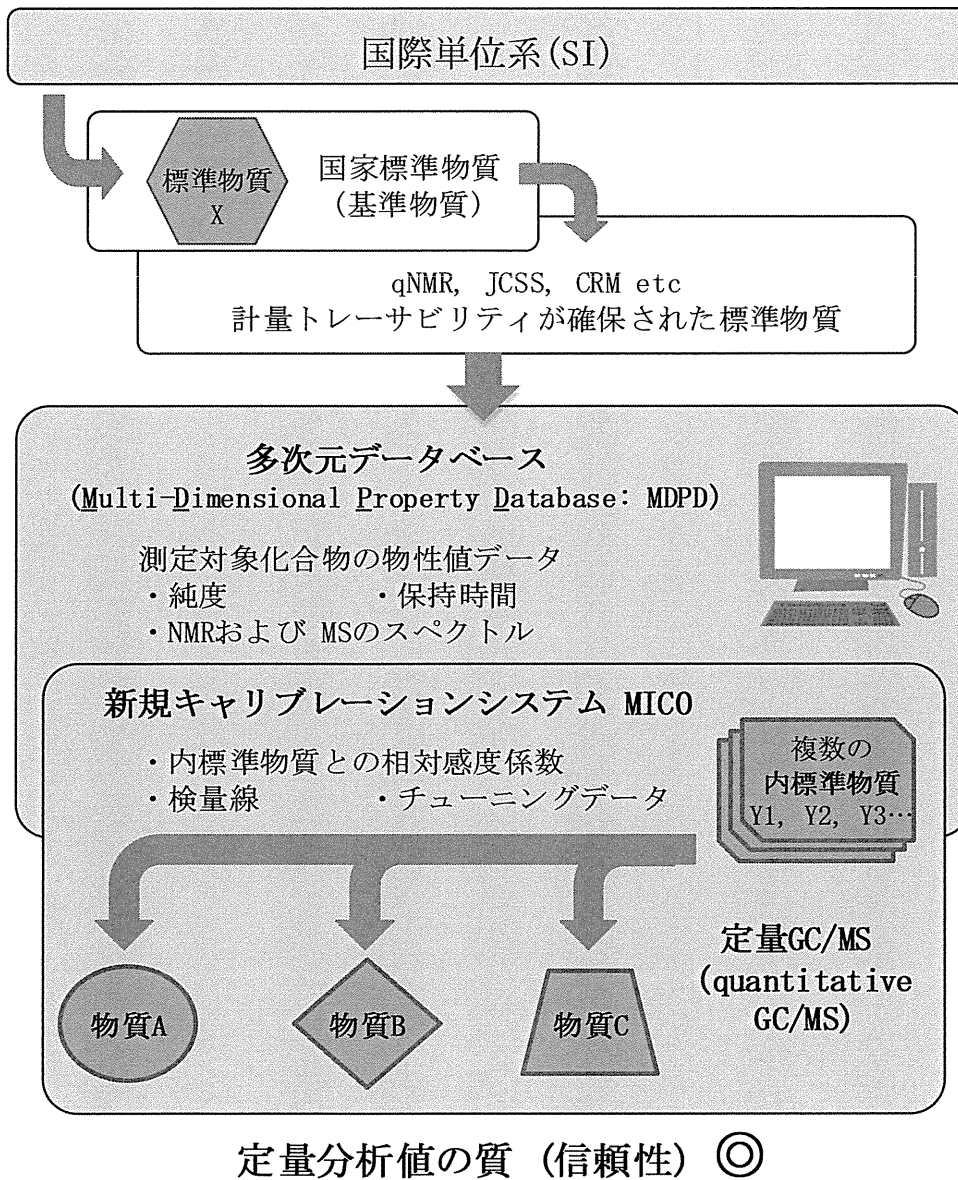 国際単位系(SI)
標準物質
X
国家標準物質
(基準物質)
qNMR, JCSS, CRM etc
計量トレーサビリティが確保された標準物質
多次元データベース
(Multi-Dimensional Property Database: MDPD)
測定対象化合物の物性値データ
・純度 ・保持時間
・NMRおよび MSのスペクトル
新規キャリブレーションシステム MICO
・内標準物質との相対感度係数
・検量線 ・チューニングデータ
複数の
内標準物質
Y1, Y2, Y3…
物質A
物質B
物質C
定量GC/MS
(quantitative
GC/MS)
定量分析値の質 (信頼性) ◎